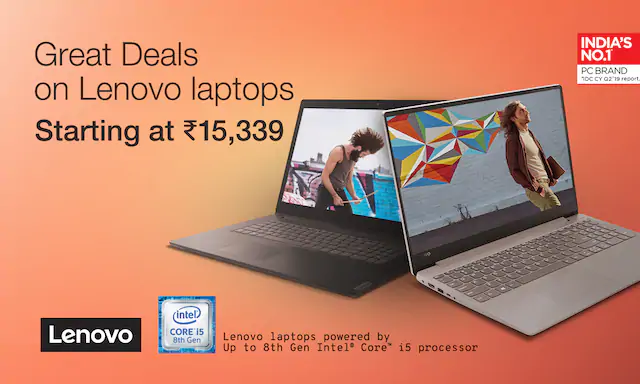 Great Deals
on Lenovo laptops
Starting at ₹15,339
INDIA'S
NO.1*
PC BRAND
*IDC CY Q2'19 report.
Lenovo
intel
CORE i5
8th Gen
Lenovo laptops powered by
Up to 8th Gen Intel® Core™ i5 processor